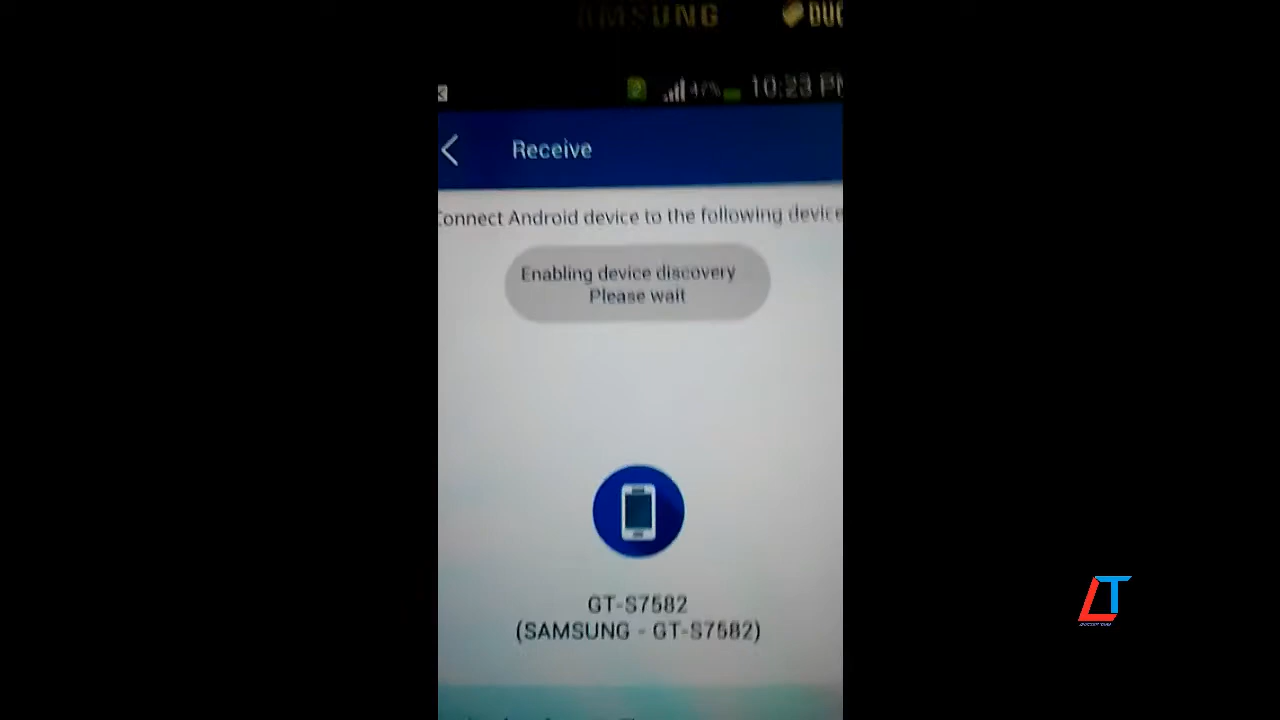 SAMSUNG
47% 10:23
Receive
Connect Android device to the following device
Enabling device discovery
Please wait
GT-S7582
(SAMSUNG - GT-S7582)